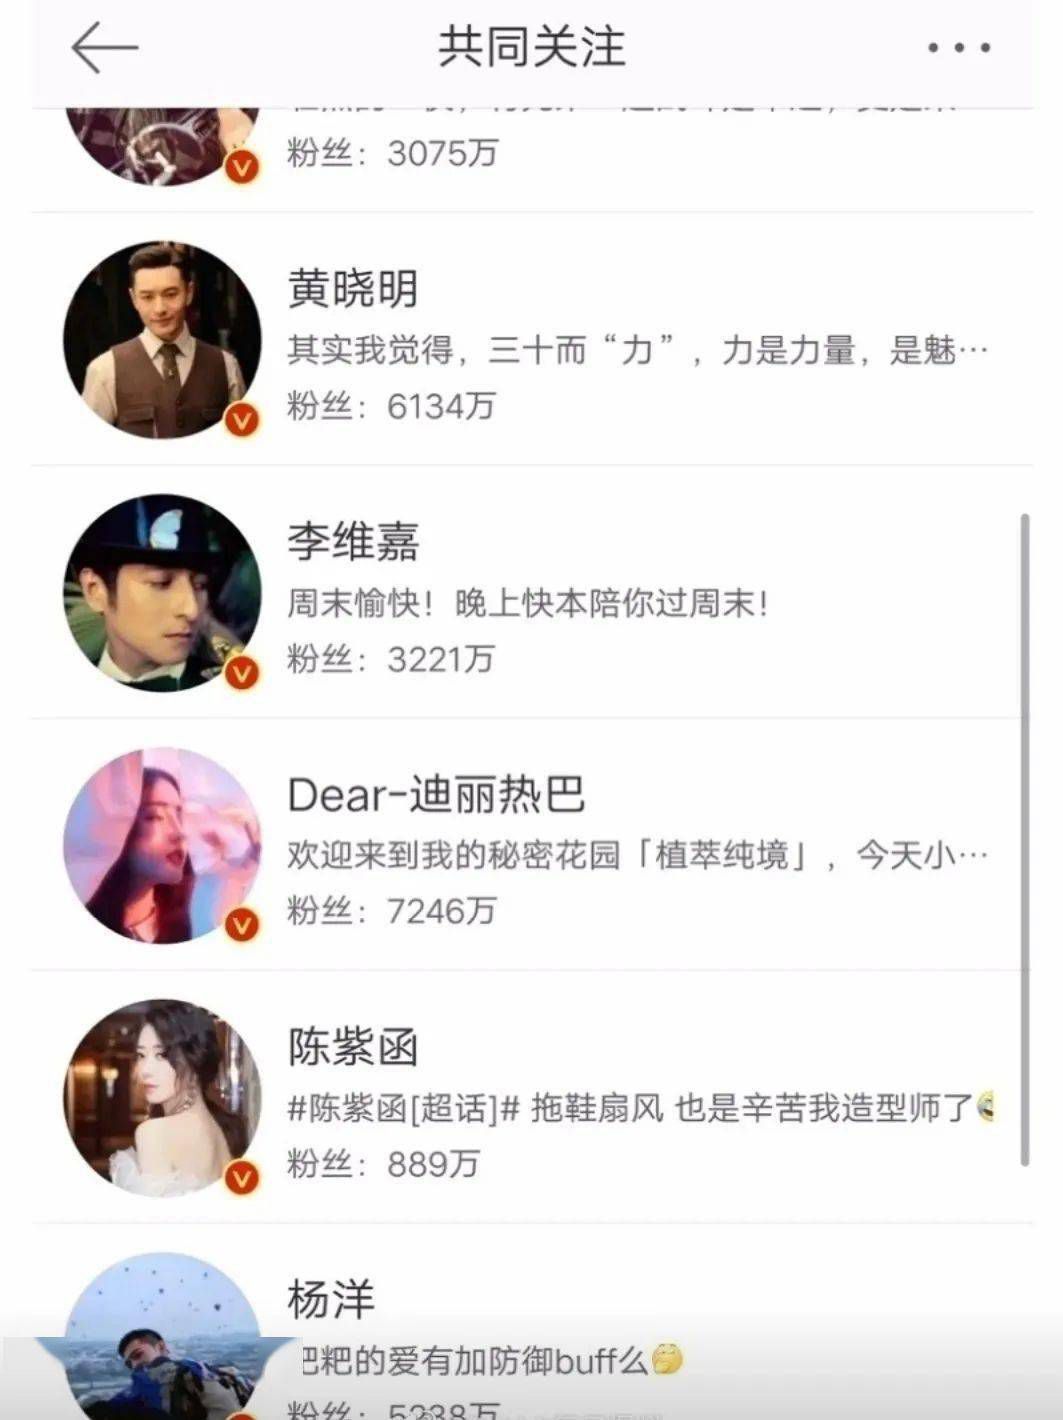 共同关注
粉丝：3075万
黄晓明
其实我觉得，三十而“力”，力是力量，是魅…
粉丝：6134万
李维嘉
周末愉快！晚上快本陪你过周末！
粉丝：3221万
Dear-迪丽热巴
欢迎来到我的秘密花园「植萃纯境」，今天小…
粉丝：7246万
陈紫函
#陈紫函[超话]# 拖鞋扇风 也是辛苦我造型师了
粉丝：889万
杨洋
粑的爱有加防御buff么
粉丝：5238万